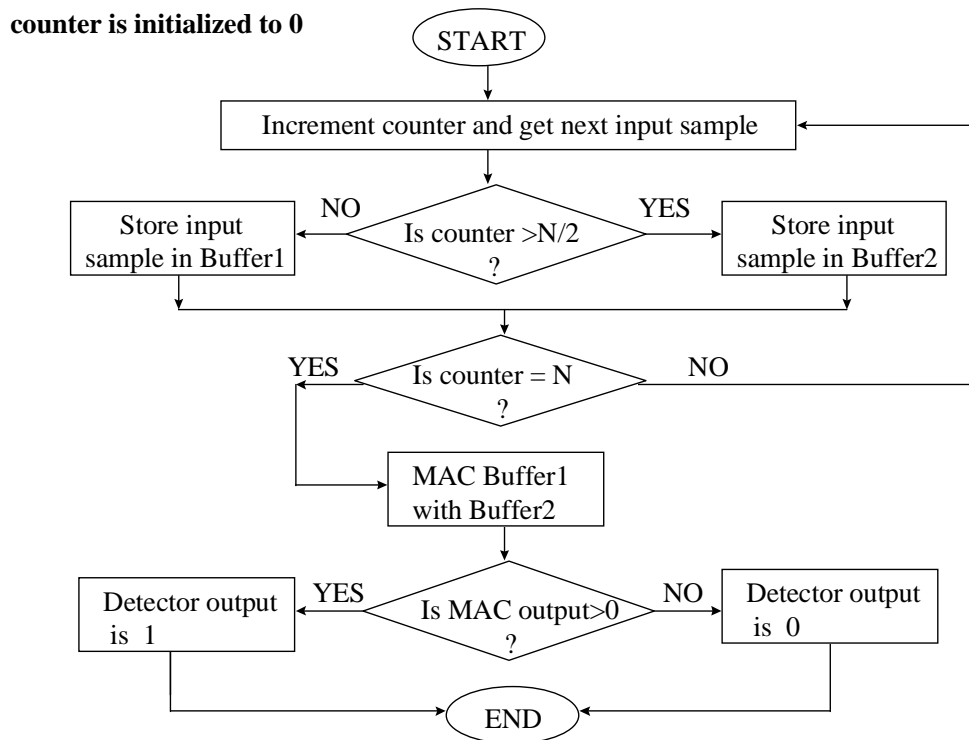 counter is initialized to 0
START
Increment counter and get next input sample
NO
YES
Store input
sample in Buffer1
Is counter >N/2
?
Store input
sample in Buffer2
YES
NO
Is counter = N
?
MAC Buffer1
with Buffer2
YES
NO
Detector output
is 1
Is MAC output>0
?
Detector output
is 0
END